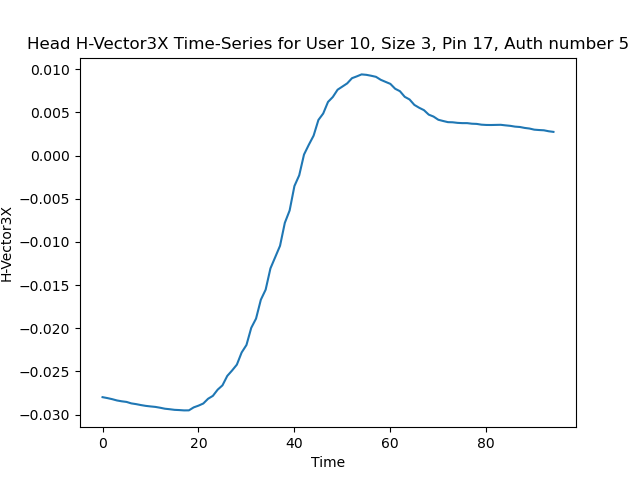 Head H-Vector3X Time-Series for User 10, Size 3, Pin 17, Auth number 5
0.010
0.005
0.000
−0.005
−0.010
−0.015
−0.020
−0.025
−0.030
H-Vector3X
0 20 40 60 80
Time